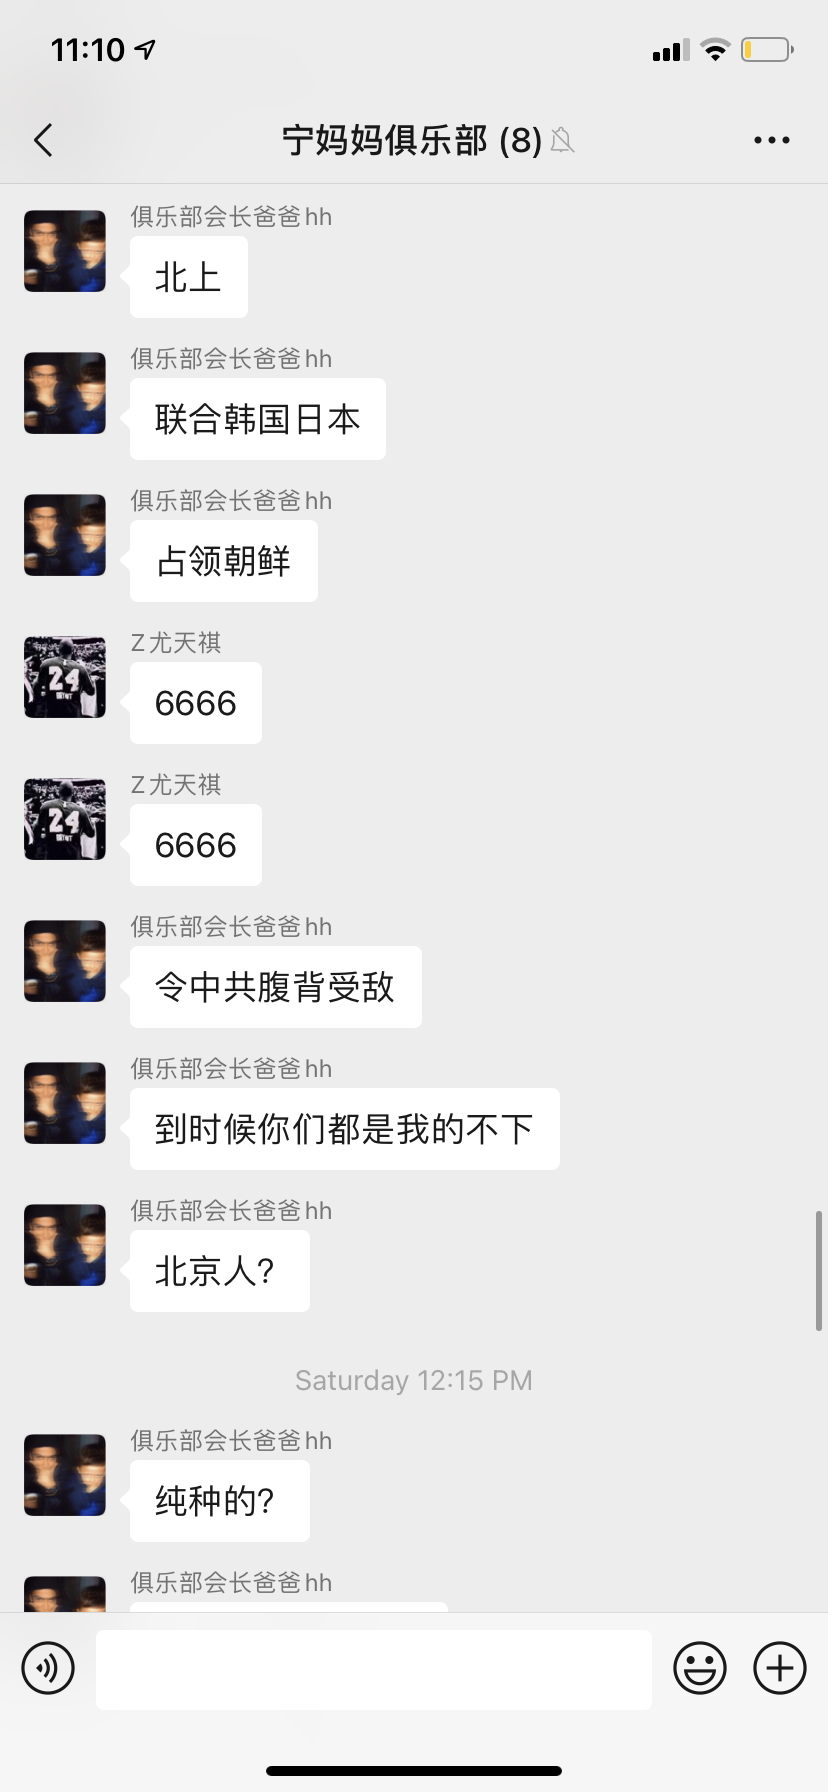 11:10
宁妈妈俱乐部 (8)
俱乐部会长爸爸hh
北上
俱乐部会长爸爸hh
联合韩国日本
俱乐部会长爸爸hh
占领朝鲜
Z尤天祺
6666
24
Z尤天祺
6666
24
俱乐部会长爸爸hh
令中共腹背受敌
俱乐部会长爸爸hh
到时候你们都是我的不下
俱乐部会长爸爸hh
北京人?
Saturday 12:15 PM
俱乐部会长爸爸hh
纯种的?
俱乐部会长爸爸hh